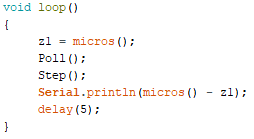 void loop()
{
z1 = micros();
Poll();
Step();
Serial.println(micros() - z1);
delay(5);
}